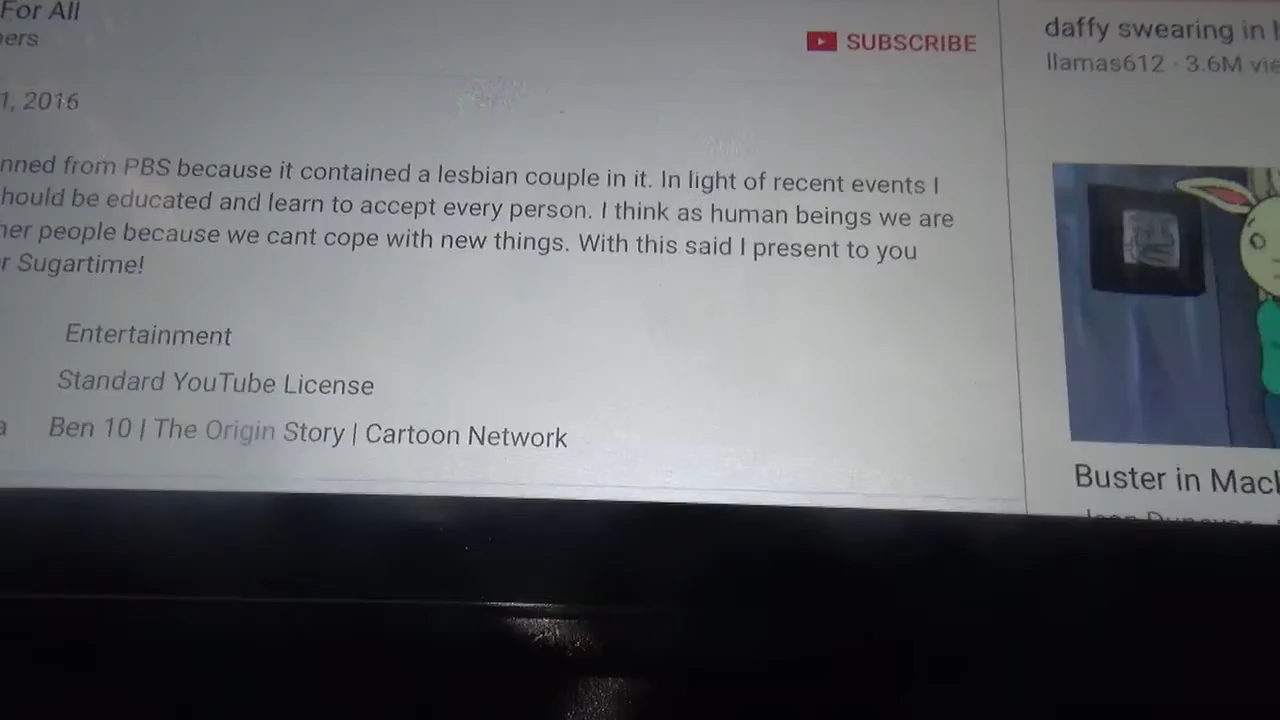 For All
SUBSCRIBE
1, 2016
nned from PBS because it contained a lesbian couple in it. In light of recent events I
hould be educated and learn to accept every person. I think as human beings we are
her people because we cant cope with new things. With this said I present to you
r Sugartime!
Entertainment
Standard YouTube License
a Ben 10 | The Origin Story | Cartoon Network
daffy swearing in
llamas612 · 3.6M vie
Buster in Mac